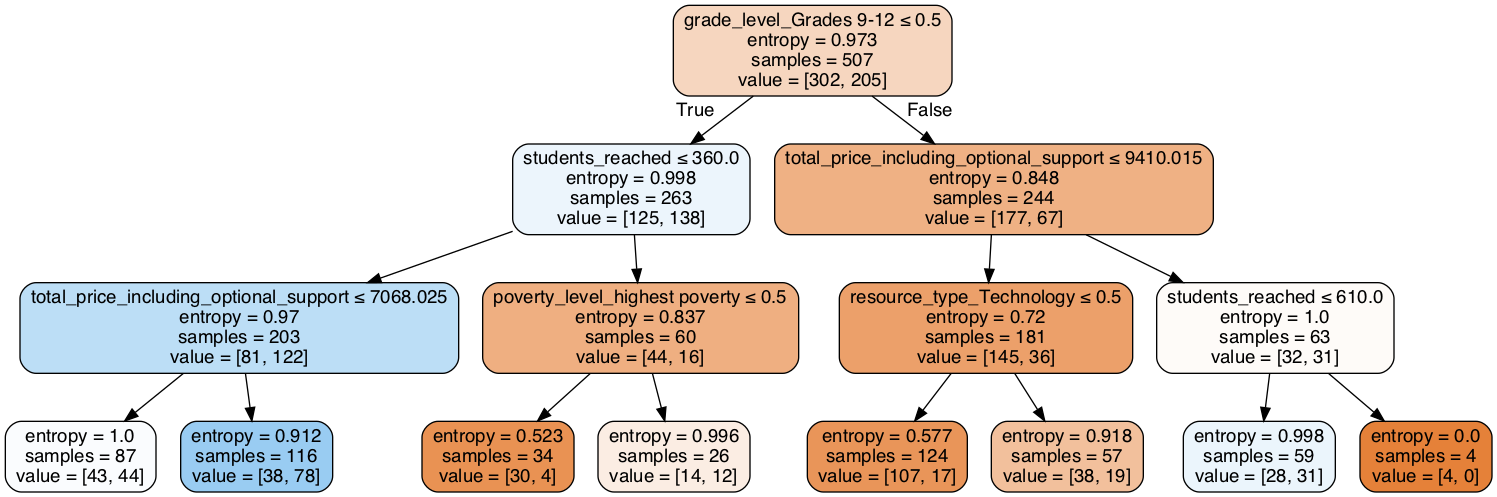 grade_level_Grades 9-12 ≤ 0.5
entropy = 0.973
samples = 507
value = [302, 205]
True
False
students_reached ≤ 360.0
entropy = 0.998
samples = 263
value = [125, 138]
total_price_including_optional_support ≤ 9410.015
entropy = 0.848
samples = 244
value = [177, 67]
total_price_including_optional_support ≤ 7068.025
entropy = 0.97
samples = 203
value = [81, 122]
poverty_level_highest poverty ≤ 0.5
entropy = 0.837
samples = 60
value = [44, 16]
resource_type_Technology ≤ 0.5
entropy = 0.72
samples = 181
value = [145, 36]
students_reached ≤ 610.0
entropy = 1.0
samples = 63
value = [32, 31]
entropy = 1.0
samples = 87
value = [43, 44]
entropy = 0.912
samples = 116
value = [38, 78]
entropy = 0.523
samples = 34
value = [30, 4]
entropy = 0.996
samples = 26
value = [14, 12]
entropy = 0.577
samples = 124
value = [107, 17]
entropy = 0.918
samples = 57
value = [38, 19]
entropy = 0.998
samples = 59
value = [28, 31]
entropy = 0.0
samples = 4
value = [4, 0]